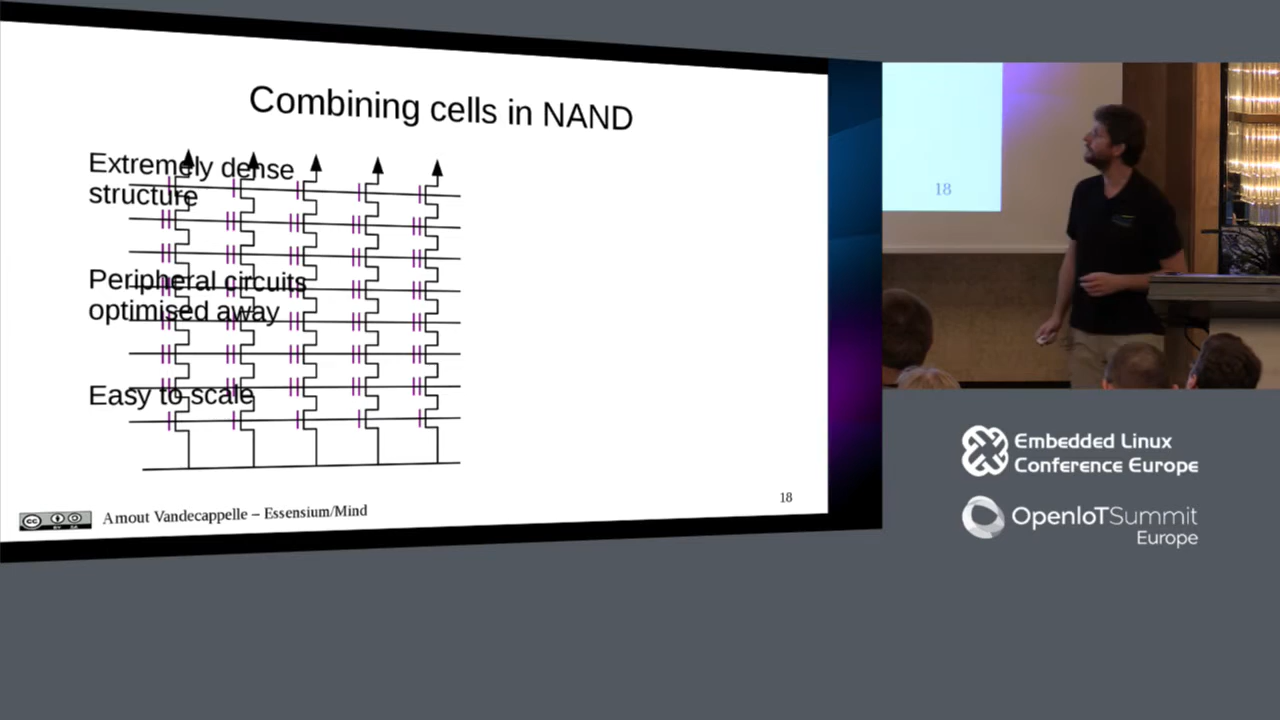 Combining cells in NAND
Extremely dense
structure
Peripheral circuits
optimised away
Easy to scale
Arnout Vandecappelle – Essensium/Mind
18
18
Embedded Linux
Conference Europe
OpenIoTSummit
Europe